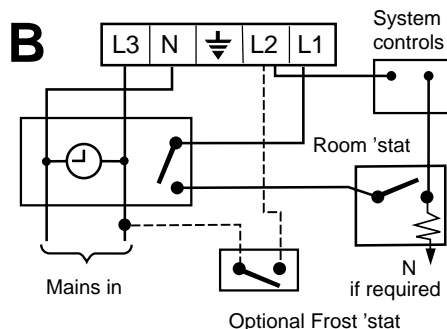 B
L3 N L2 L1
System
controls
Room 'stat
Mains in
N
if required
Optional Frost 'stat